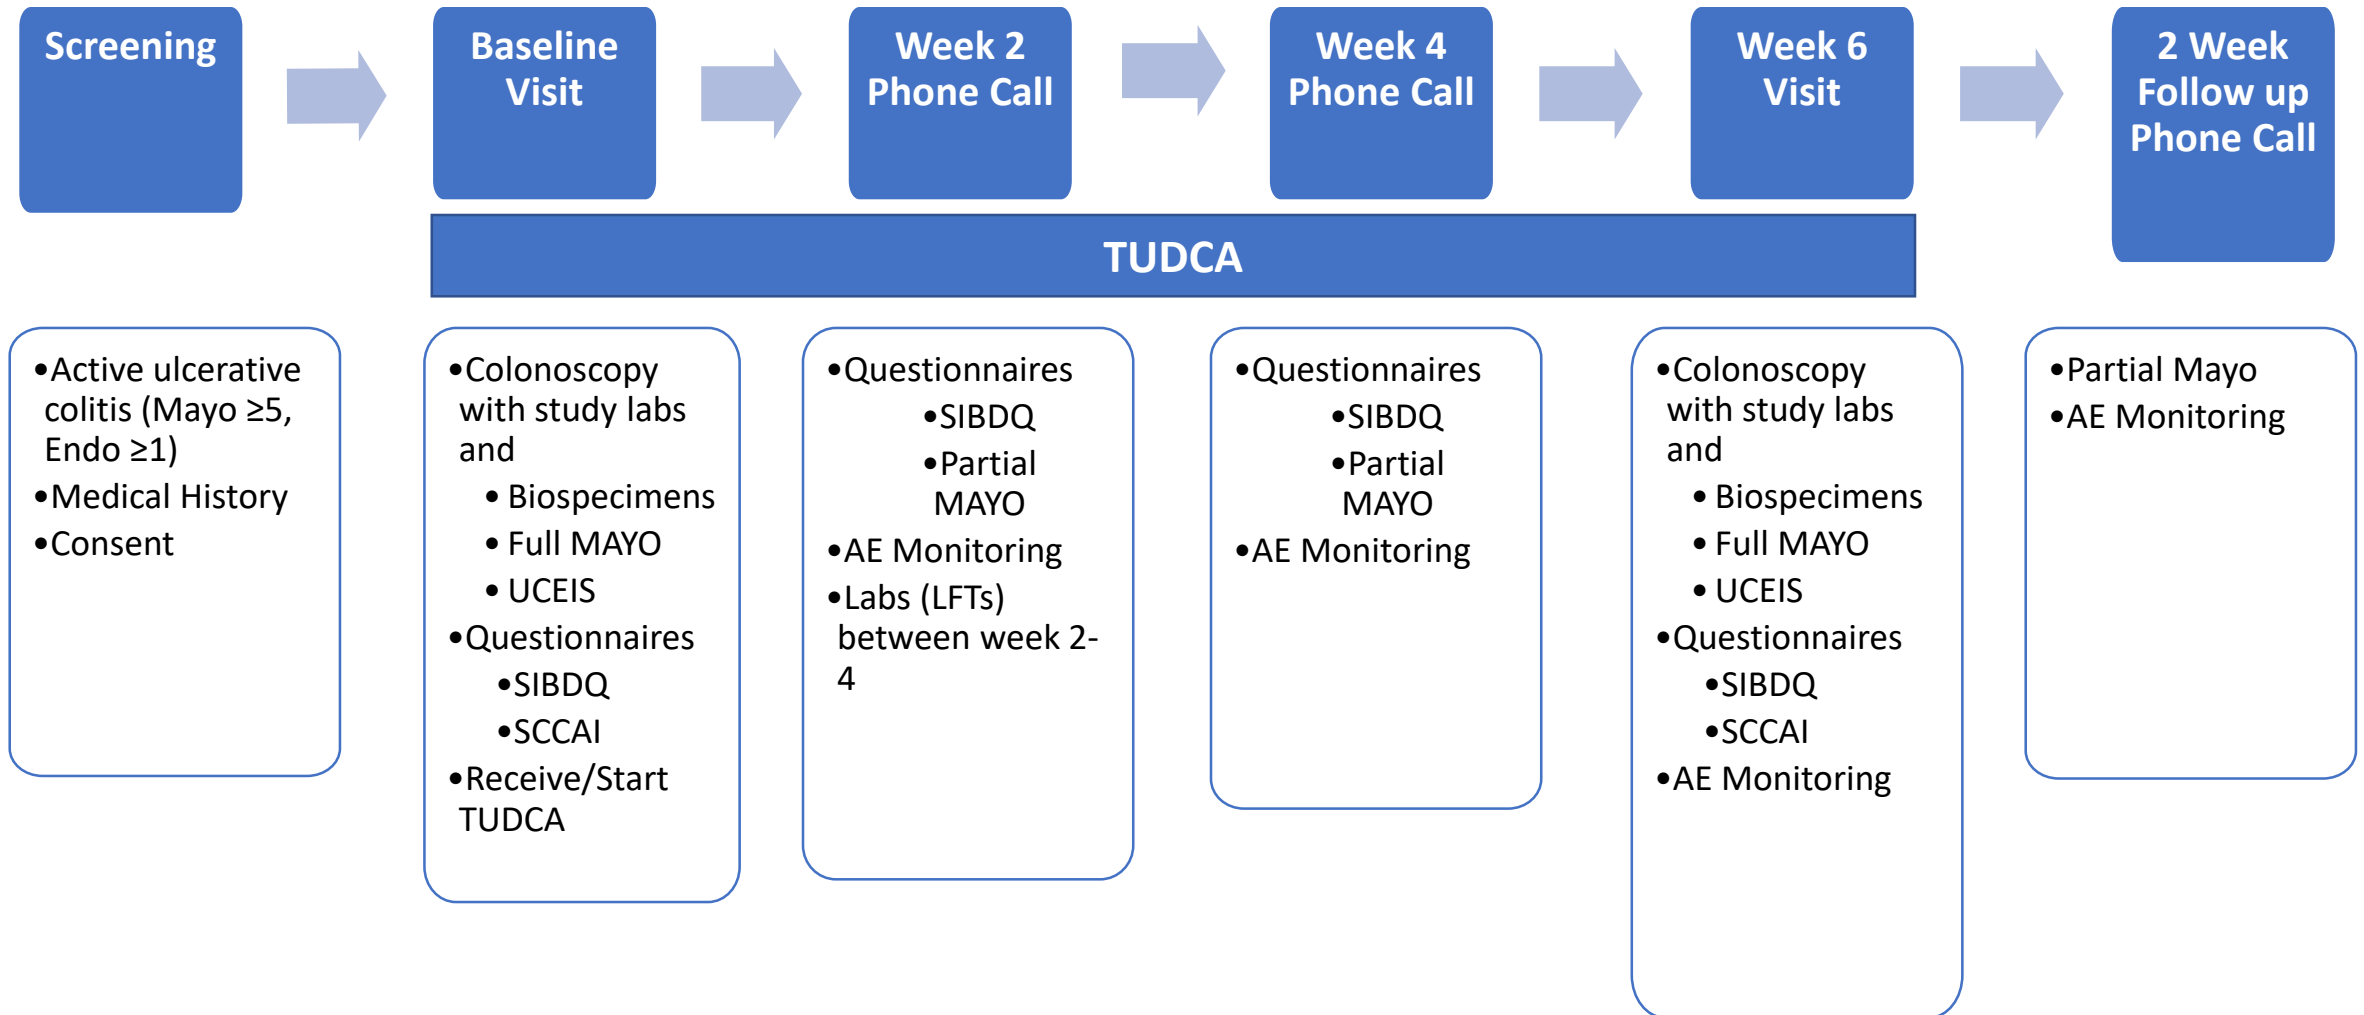 Screening
Baseline
Visit
Week 2
Phone Call
Week 4
Phone Call
Week 6
Visit
2 Week
Follow up
Phone Call
TUDCA
•Active ulcerative
colitis (Mayo ≥5,
Endo ≥1)
•Medical History
•Consent
•Colonoscopy
with study labs
and
• Biospecimens
• Full MAYO
• UCEIS
•Questionnaires
•SIBDQ
•SCCAI
•Receive/Start
TUDCA
•Questionnaires
•SIBDQ
•Partial
MAYO
•AE Monitoring
•Labs (LFTs)
between week 2-
4
•Questionnaires
•SIBDQ
•Partial
MAYO
•AE Monitoring
•Colonoscopy
with study labs
and
• Biospecimens
• Full MAYO
• UCEIS
•Questionnaires
•SIBDQ
•SCCAI
•AE Monitoring
•Partial Mayo
•AE Monitoring